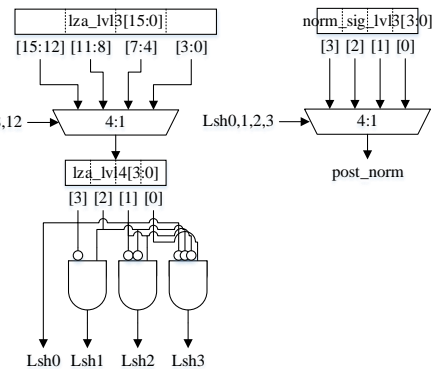 lza_lvl3[15:0]
norm_sig_lvl3[3:0]
[15:12] [11:8] [7:4] [3:0]
[3] [2] [1] [0]
,12
4:1
Lsh0,1,2,3
4:1
lza_lvl4[3:0]
post_norm
[3] [2] [1] [0]
Lsh0 Lsh1 Lsh2 Lsh3